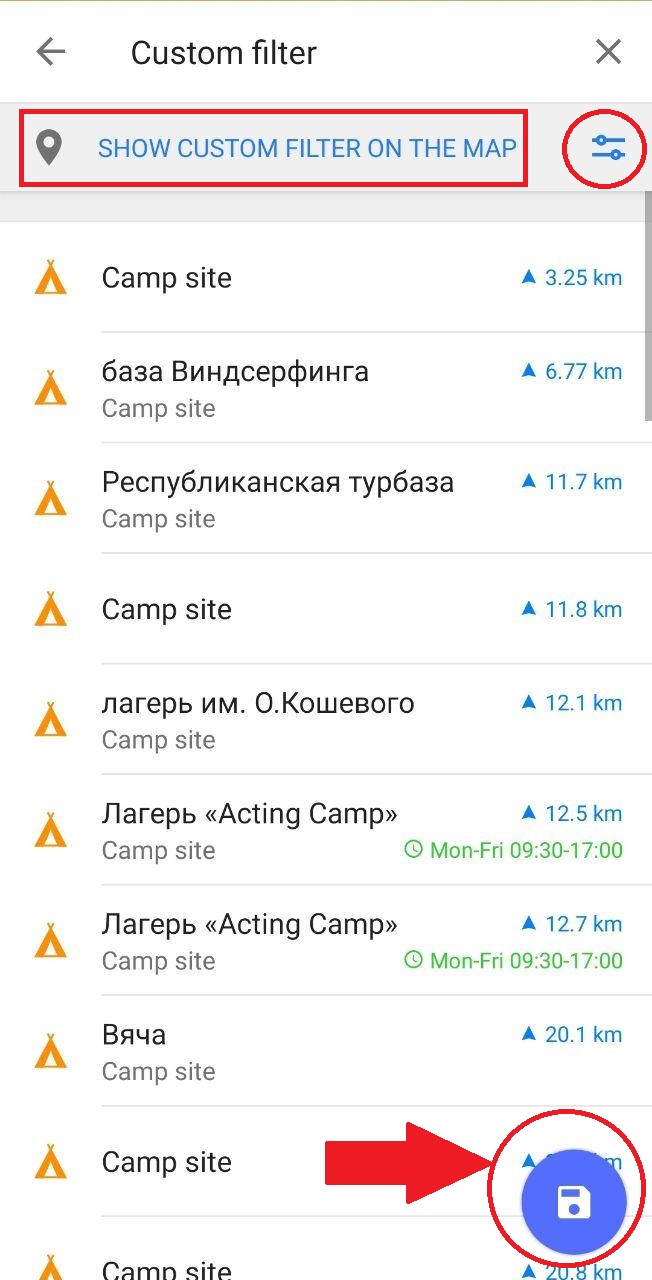 Custom filter
SHOW CUSTOM FILTER ON THE MAP
Camp site 3.25 km
база Виндсерфинга 6.77 km
Camp site
Республиканская турбаза 11.7 km
Camp site
Camp site 11.8 km
лагерь им. О.Кошевого 12.1 km
Camp site
Лагерь «Acting Camp» 12.5 km
Camp site Mon-Fri 09:30-17:00
Лагерь «Acting Camp» 12.7 km
Camp site Mon-Fri 09:30-17:00
Вяча 20.1 km
Camp site
Camp site
Camp site 20.8 km